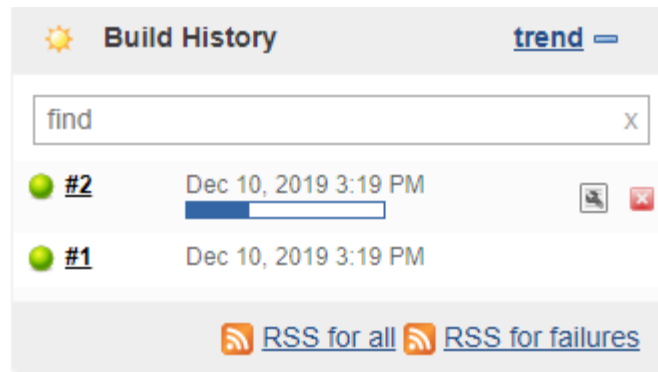 Build History trend
find x
#2 Dec 10, 2019 3:19 PM
#1 Dec 10, 2019 3:19 PM
RSS for all RSS for failures